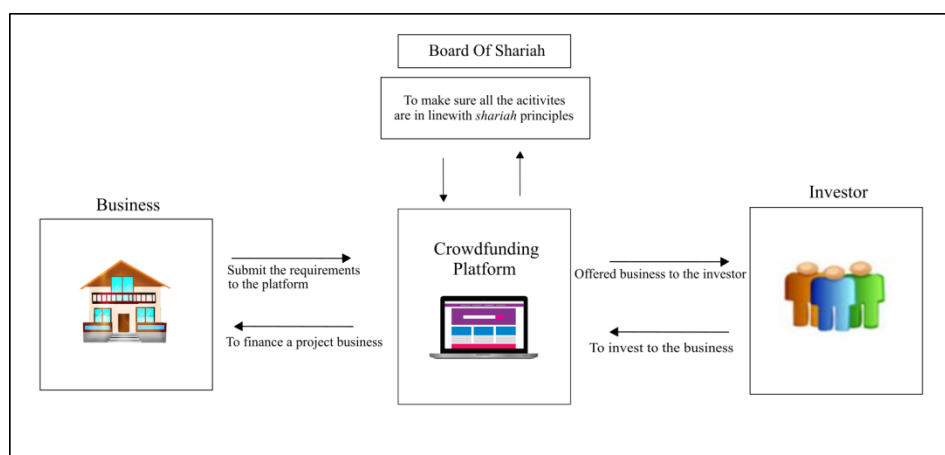 Board Of Shariah
To make sure all the acitivites
are in linewith shariah principles
Business
Investor
Crowdfunding
Platform
Submit the requirements
to the platform
Offered business to the investor
To finance a project business
To invest to the business